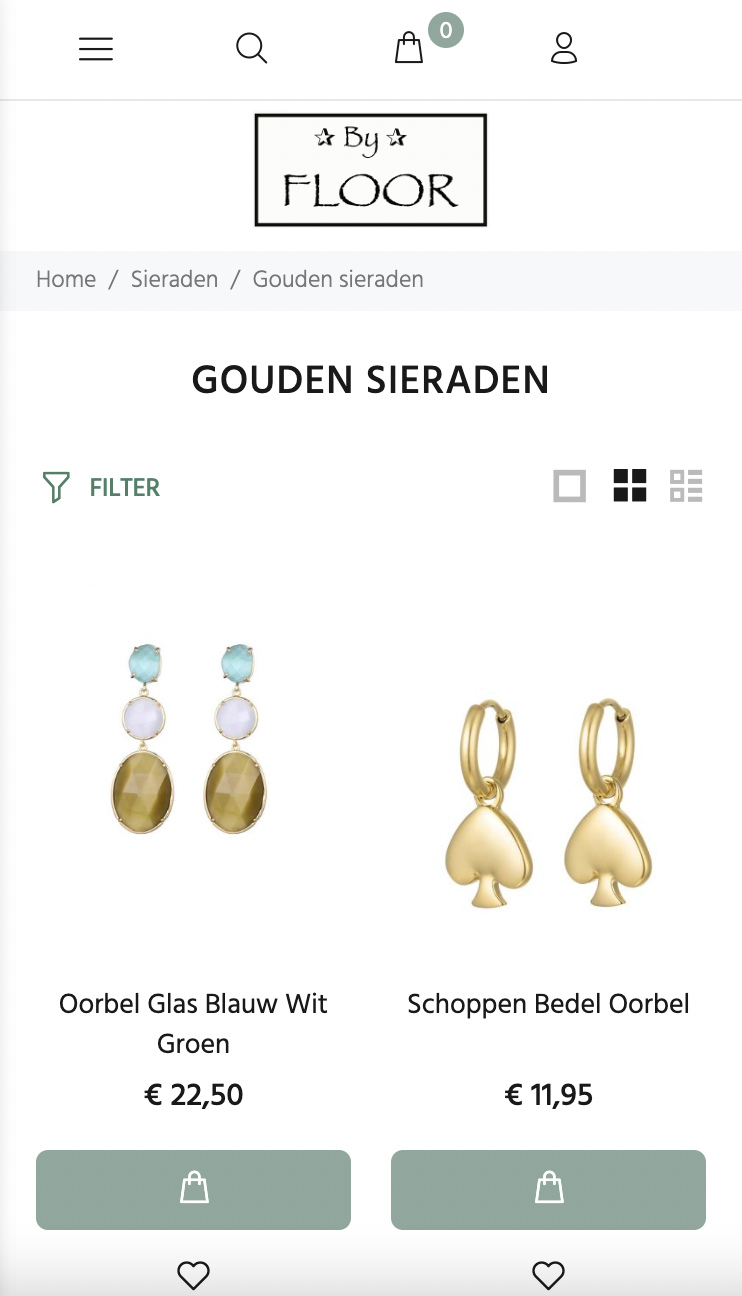 0
By
FLOOR
Home / Sieraden / Gouden sieraden
GOUDEN SIERADEN
FILTER
Oorbel Glas Blauw Wit
Groen
€ 22,50
Schoppen Bedel Oorbel
€ 11,95